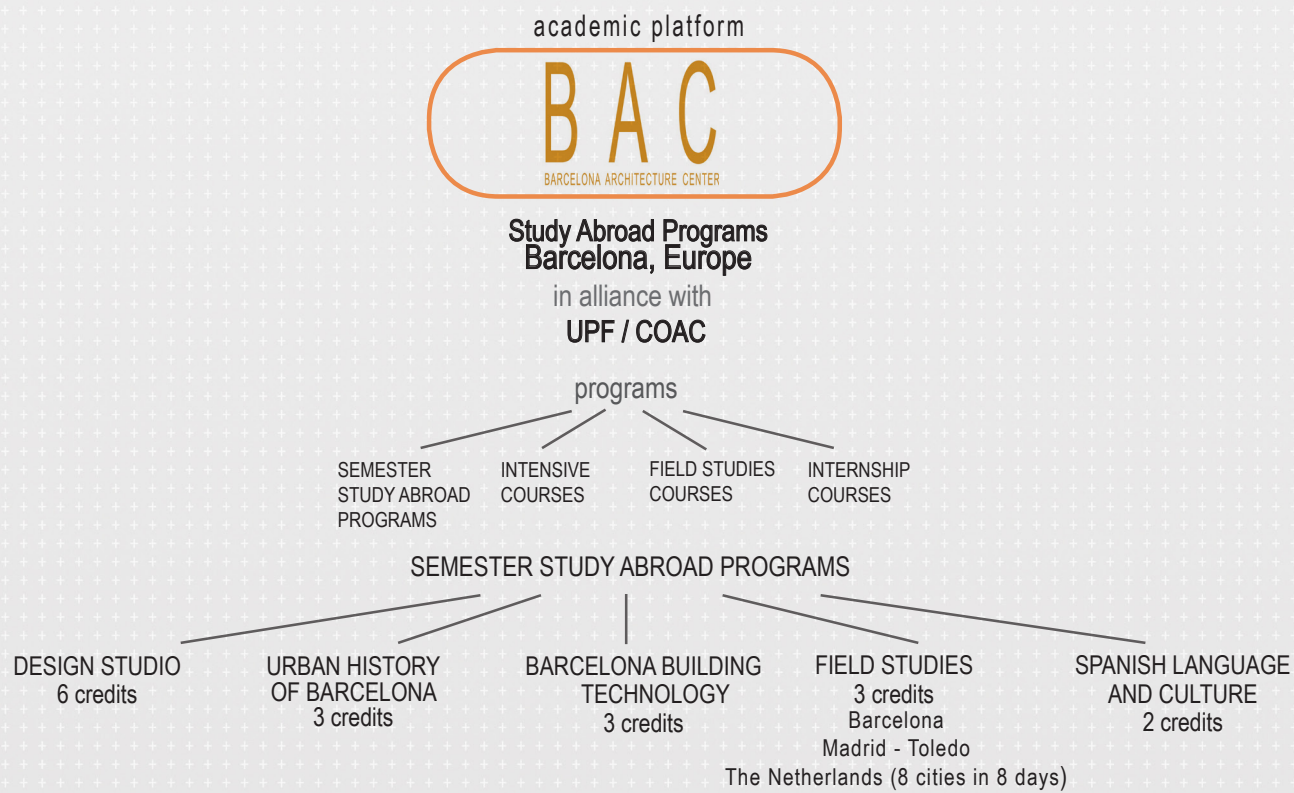 academic platform
B A C
BARCELONA ARCHITECTURE CENTER
Study Abroad Programs
Barcelona, Europe
in alliance with
UPF / COAC
programs
SEMESTER
STUDY ABROAD
PROGRAMS
INTENSIVE
COURSES
FIELD STUDIES
COURSES
INTERNSHIP
COURSES
SEMESTER STUDY ABROAD PROGRAMS
DESIGN STUDIO
6 credits
URBAN HISTORY
OF BARCELONA
3 credits
BARCELONA BUILDING
TECHNOLOGY
3 credits
FIELD STUDIES
3 credits
Barcelona
Madrid - Toledo
The Netherlands (8 cities in 8 days)
SPANISH LANGUAGE
AND CULTURE
2 credits